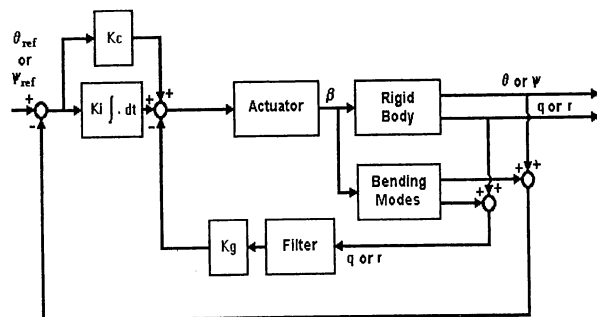 θref
or
Ψref
+
-
Kc
Ki ∫ . dt
+
+
-
Actuator
β
Rigid
Body
θ or Ψ
q or r
Bending
Modes
+ +
+ +
Kg
Filter
q or r